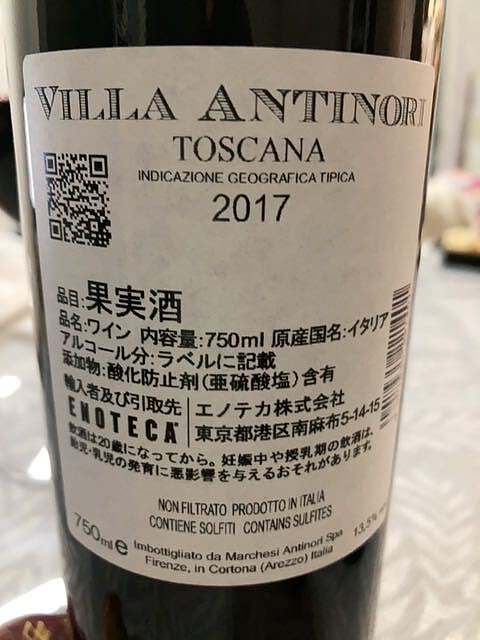 VILLA ANTINORI
TOSCANA
INDICAZIONE GEOGRAFICA TIPICA
2017
品目:果実酒
品名:ワイン 内容量:750ml 原産国名:イタリア
アルコール分:ラベルに記載
添加物:酸化防止剤(亜硫酸塩)含有
輸入者及び引取先
ENOTECA
エノテカ株式会社
東京都港区南麻布5-14-15
飲酒は20歳になってから。妊娠中や授乳期の飲酒は、
胎児・乳児の発育に悪影響を与えるおそれがあります。
NON FILTRATO PRODOTTO IN ITALIA
CONTIENE SOLFITI CONTAINS SULFITES
750ml e Imbottigliato da Marchesi Antinori Spa 13,5%
Firenze, in Cortona (Arezzo) Italia